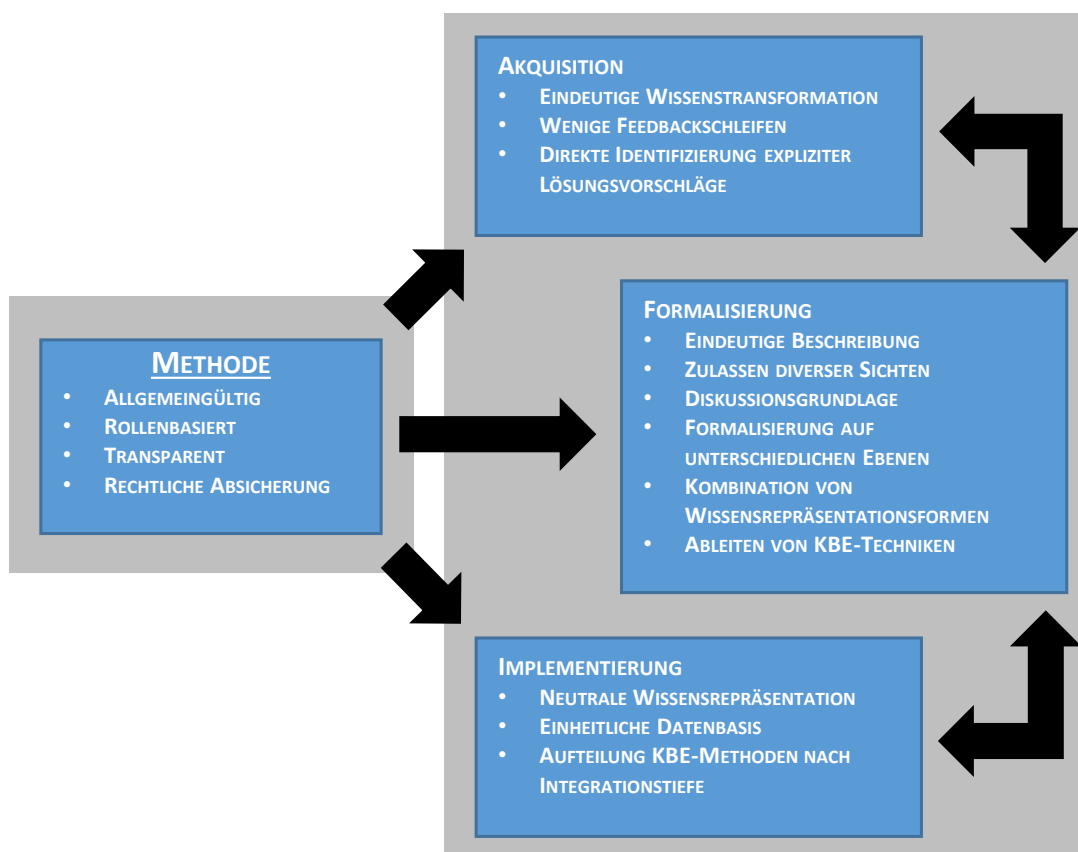 AKQUISITION
• EINDEUTIGE WISSENSTRANSFORMATION
• WENIGE FEEDBACKSCHLEIFEN
• DIREKTE IDENTIFIZIERUNG EXPLIZITER
LÖSUNGSVORSCHLÄGE
METHODE
• ALLGEMEINGÜLTIG
• ROLLENBASIERT
• TRANSPARENT
• RECHTLICHE ABSICHERUNG
FORMALISIERUNG
• EINDEUTIGE BESCHREIBUNG
• ZULASSEN DIVERSER SICHTEN
• DISKUSSIONSGRUNDLAGE
• FORMALISIERUNG AUF
UNTERSCHIEDLICHEN EBENEN
• KOMBINATION VON
WISSENSREPRÄSENTATIONSFORMEN
• ABLEITEN VON KBE-TECHNIKEN
IMPLEMENTIERUNG
• NEUTRALE WISSENSREPRÄSENTATION
• EINHEITLICHE DATENBASIS
• AUFTEILUNG KBE-METHODEN NACH
INTEGRATIONSTIEFE